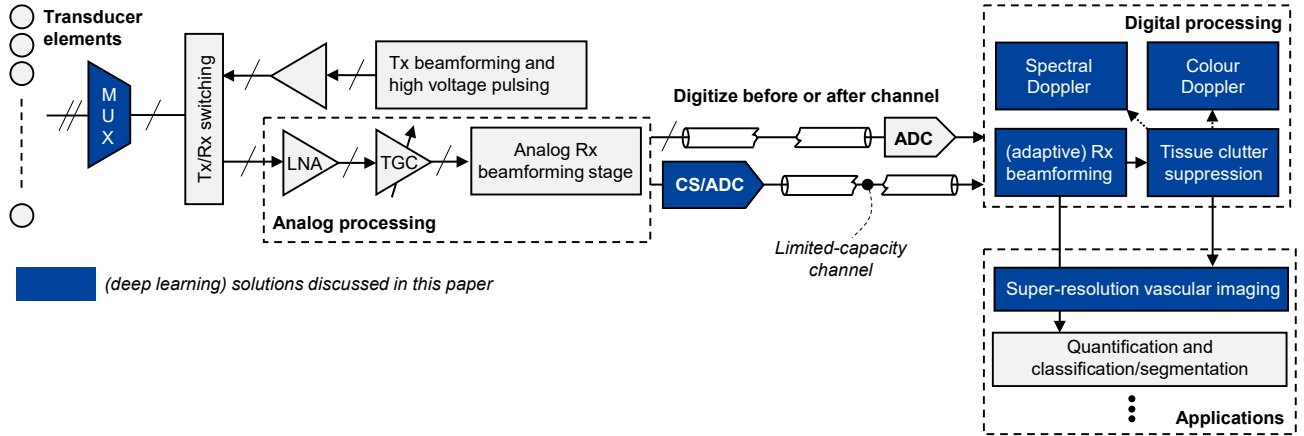 Transducer
elements
M
U
X
Tx/Rx switching
Tx beamforming and
high voltage pulsing
LNA
TGC
Analog Rx
beamforming stage
Analog processing
Digitize before or after channel
ADC
CS/ADC
Limited-capacity
channel
Digital processing
Spectral
Doppler
Colour
Doppler
(adaptive) Rx
beamforming
Tissue clutter
suppression
Super-resolution vascular imaging
Quantification and
classification/segmentation
Applications
(deep learning) solutions discussed in this paper